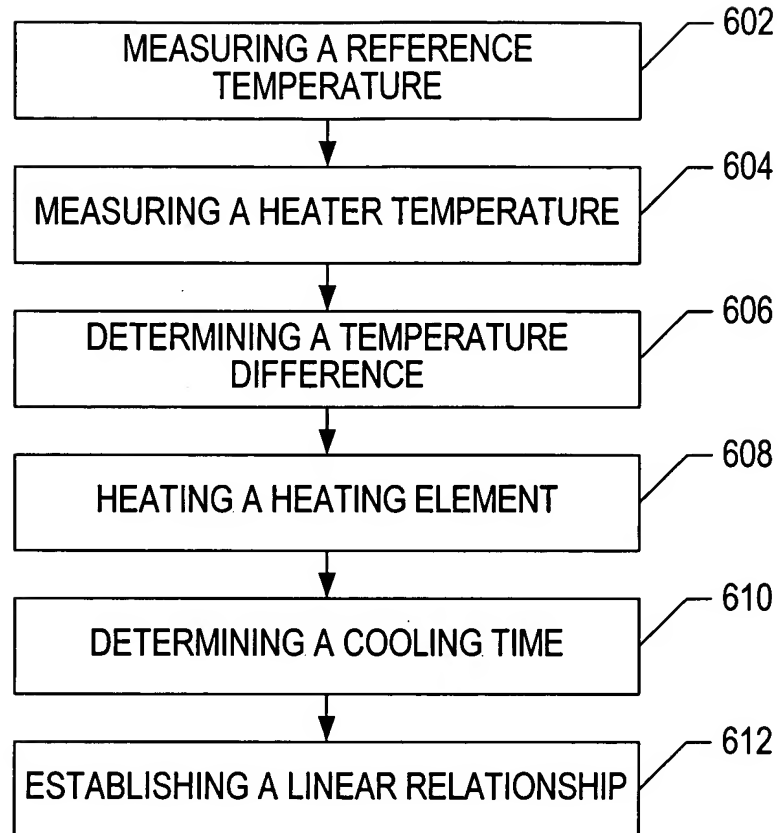 602
MEASURING A REFERENCE
TEMPERATURE
604
MEASURING A HEATER TEMPERATURE
606
DETERMINING A TEMPERATURE
DIFFERENCE
608
HEATING A HEATING ELEMENT
610
DETERMINING A COOLING TIME
612
ESTABLISHING A LINEAR RELATIONSHIP